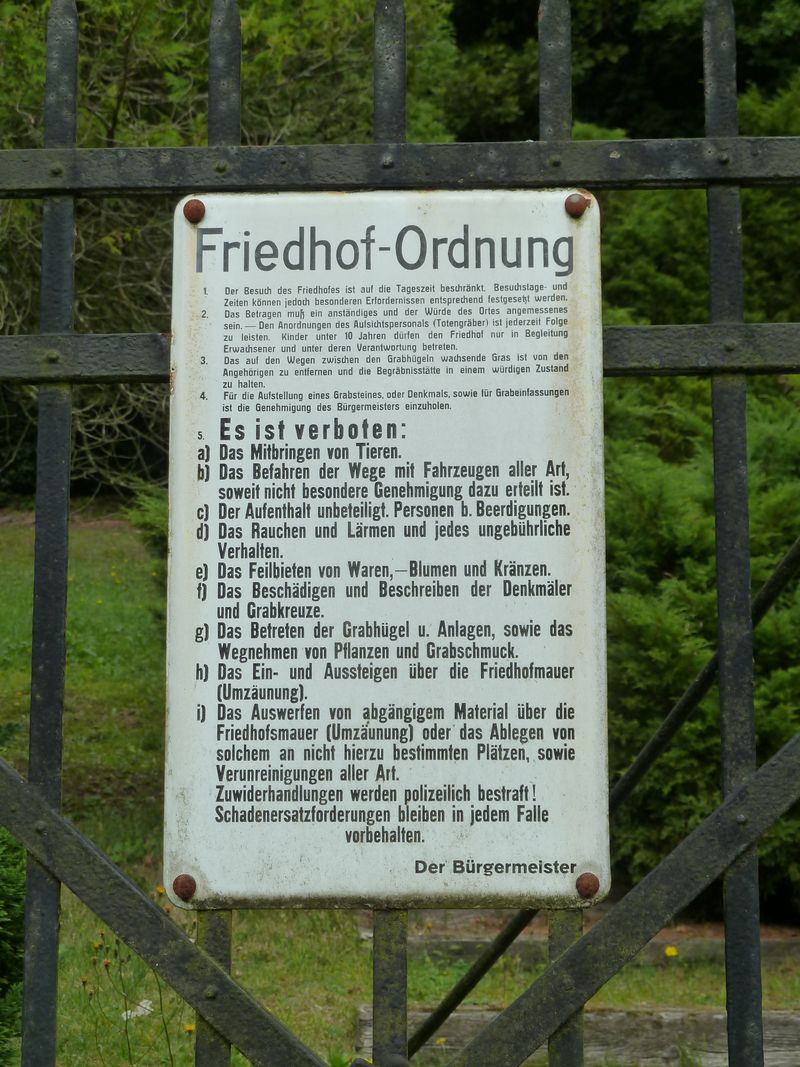 Friedhof-Ordnung
1. Der Besuch des Friedhofes ist auf die Tageszeit beschränkt. Besuchstage- und
Zeiten können jedoch besonderen Erfordernissen entsprechend festgesetzt werden.
2. Das Betragen muß ein anständiges und der Würde des Ortes angemessenes
sein. — Den Anordnungen des Aufsichtspersonals (Totengräber) ist jederzeit Folge
zu leisten. Kinder unter 10 Jahren dürfen den Friedhof nur in Begleitung
Erwachsener und unter deren Verantwortung betreten.
3. Das auf den Wegen zwischen den Grabhügeln wachsende Gras ist von den
Angehörigen zu entfernen und die Begräbnisstätte in einem würdigen Zustand
zu halten.
4. Für die Aufstellung eines Grabsteines, oder Denkmals, sowie für Grabeinfassungen
ist die Genehmigung des Bürgermeisters einzuholen.
5. Es ist verboten:
a) Das Mitbringen von Tieren.
b) Das Befahren der Wege mit Fahrzeugen aller Art,
soweit nicht besondere Genehmigung dazu erteilt ist.
c) Der Aufenthalt unbeteiligt. Personen b. Beerdigungen.
d) Das Rauchen und Lärmen und jedes ungebührliche
Verhalten.
e) Das Feilbieten von Waren,—Blumen und Kränzen.
f) Das Beschädigen und Beschreiben der Denkmäler
und Grabkreuze.
g) Das Betreten der Grabhügel u. Anlagen, sowie das
Wegnehmen von Pflanzen und Grabschmuck.
h) Das Ein- und Aussteigen über die Friedhofmauer
(Umzäunung).
i) Das Auswerfen von abgängigem Material über die
Friedhofsmauer (Umzäunung) oder das Ablegen von
solchem an nicht hierzu bestimmten Plätzen, sowie
Verunreinigungen aller Art.
Zuwiderhandlungen werden polizeilich bestraft!
Schadenersatzforderungen bleiben in jedem Falle
vorbehalten.
Der Bürgermeister